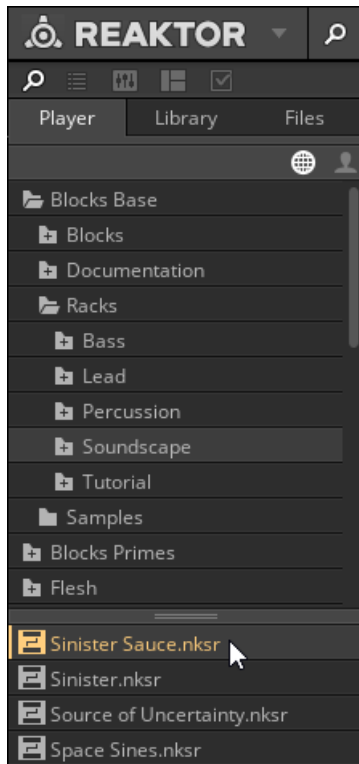 REAKTOR
Player Library Files
Blocks Base
Blocks
Documentation
Racks
Bass
Lead
Percussion
Soundscape
Tutorial
Samples
Blocks Primes
Flesh
Sinister Sauce.nksr
Sinister.nksr
Source of Uncertainty.nksr
Space Sines.nksr